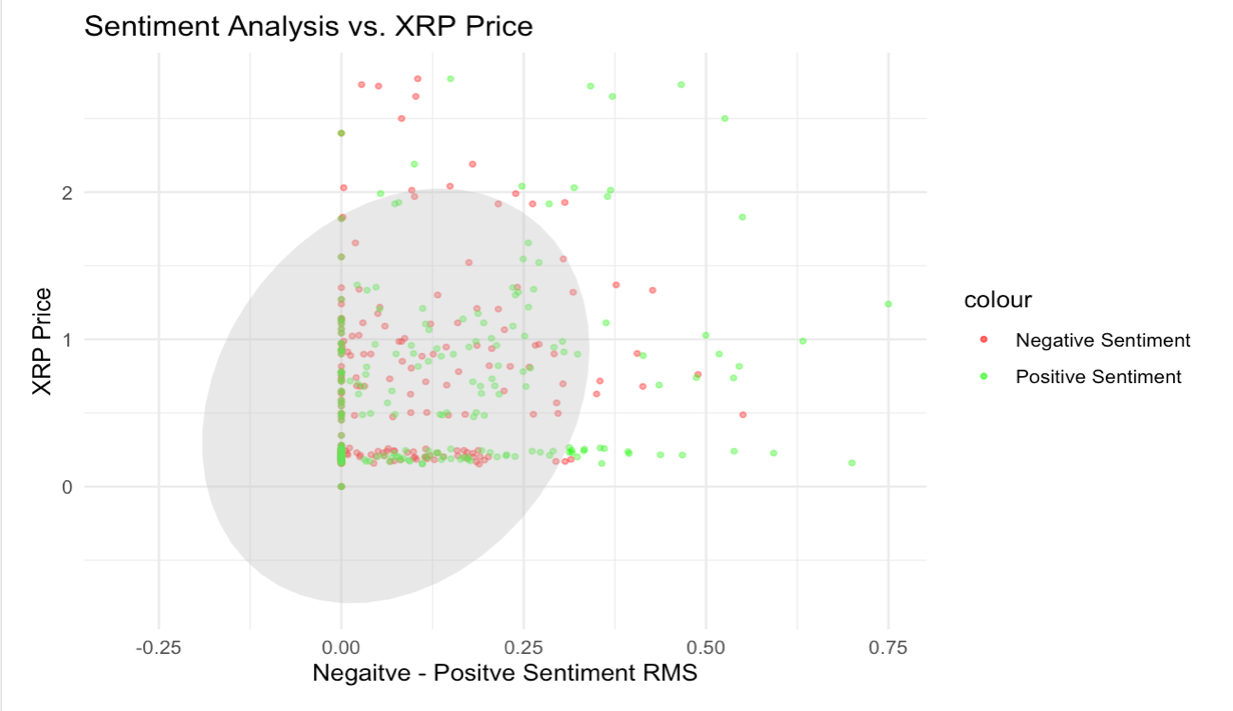 Sentiment Analysis vs. XRP Price
XRP Price
2
1
0
-0.25 0.00 0.25 0.50 0.75
Negaitve - Positve Sentiment RMS
colour
Negative Sentiment
Positive Sentiment